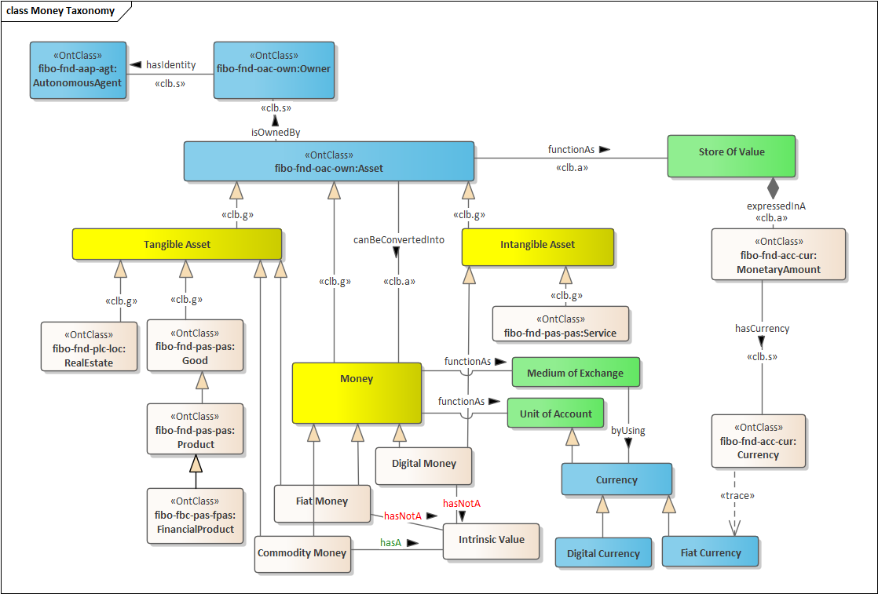 class Money Taxonomy
«OntClass»
fibo-fnd-aap-agt:
AutonomousAgent
hasIdentity
«clb.s»
«OntClass»
fibo-fnd-oac-own:Owner
«clb.s»
isOwnedBy
«OntClass»
fibo-fnd-oac-own:Asset
functionAs
«clb.a»
Store Of Value
expressedInA
«clb.a»
«clb.g»
«clb.g»
Tangible Asset
canBeConvertedInto
Intangible Asset
«OntClass»
fibo-fnd-acc-cur:
MonetaryAmount
«clb.g»
«clb.a»
«clb.g»
«clb.g»
«clb.g»
«OntClass»
fibo-fnd-plc-loc:
RealEstate
«OntClass»
fibo-fnd-pas-pas:
Good
«OntClass»
fibo-fnd-pas-pas:Service
hasCurrency
«clb.s»
Money
functionAs
Medium of Exchange
functionAs
Unit of Account
byUsing
«OntClass»
fibo-fnd-pas-pas:
Product
«OntClass»
fibo-fnd-acc-cur:
Currency
Digital Money
Currency
«trace»
Fiat Money
hasNotA
hasNotA
«OntClass»
fibo-fbc-pas-fpas:
FinancialProduct
Commodity Money
hasA
Intrinsic Value
Digital Currency
Fiat Currency